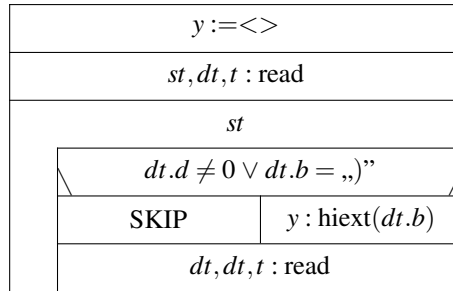 y :=<>
st, dt, t : read
st
dt.d ≠ 0 ∨ dt.b = „)”
SKIP
y : hiext(dt.b)
dt, dt, t : read